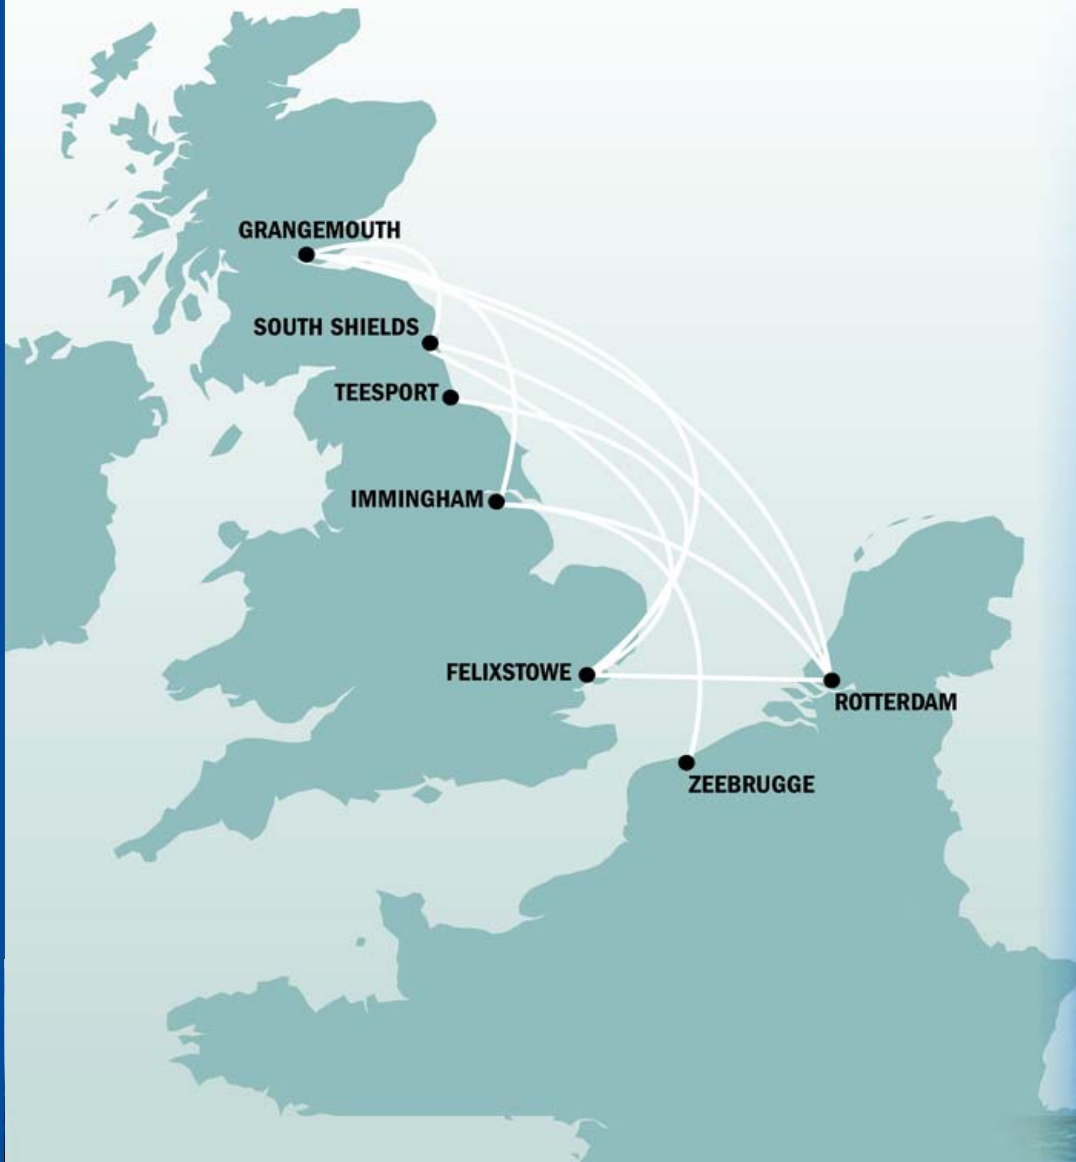 GRANGEMOUTH
SOUTH SHIELDS
TEESPORT
IMMINGHAM
FELIXSTOWE
ROTTERDAM
ZEEBRUGGE